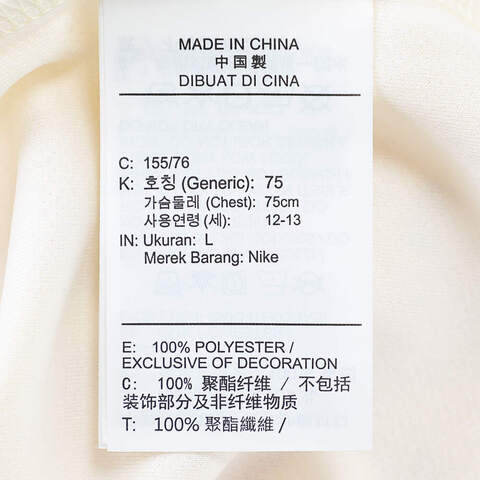 MADE IN CHINA
中国製
DIBUAT DI CINA
C: 155/76
K: 호칭 (Generic): 75
가슴둘레 (Chest): 75cm
사용연령 (세): 12-13
IN: Ukuran: L
Merek Barang: Nike
E: 100% POLYESTER /
EXCLUSIVE OF DECORATION
C: 100% 聚酯纤维 / 不包括
装饰部分及非纤维物质
T: 100% 聚酯纖維 /